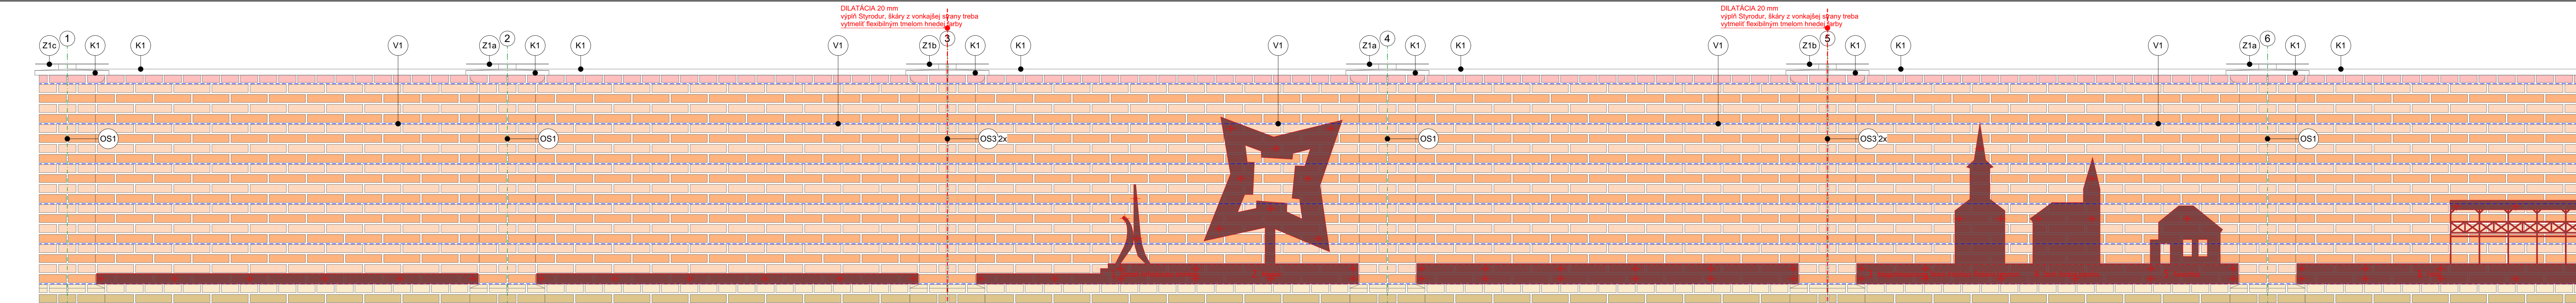 DILATÁCIA 20 mm
výplň Styrodur, škáry z vonkajšej strany treba
vytmeliť flexibilným tmelom hnedej farby
DILATÁCIA 20 mm
výplň Styrodur, škáry z vonkajšej strany treba
vytmeliť flexibilným tmelom hnedej farby
Z1c 1 K1 K1 V1 Z1a 2 K1 K1 V1 Z1b 3 K1 K1 V1 Z1a 4 K1 K1 V1 Z1b 5 K1 K1 V1 Z1a 6 K1 K1
OS1 OS1 OS3 2x OS1 OS3 2x OS1